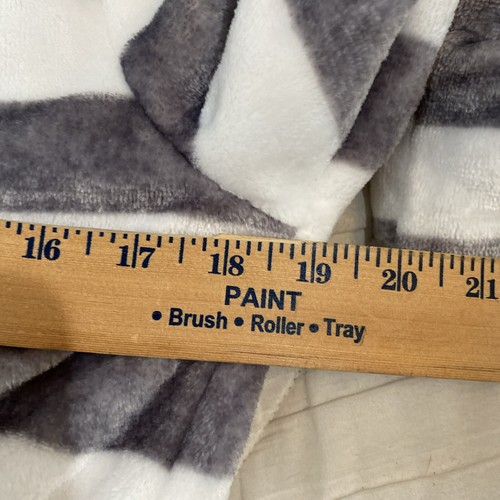 16 17 18 19 20 21
PAINT
• Brush • Roller • Tray